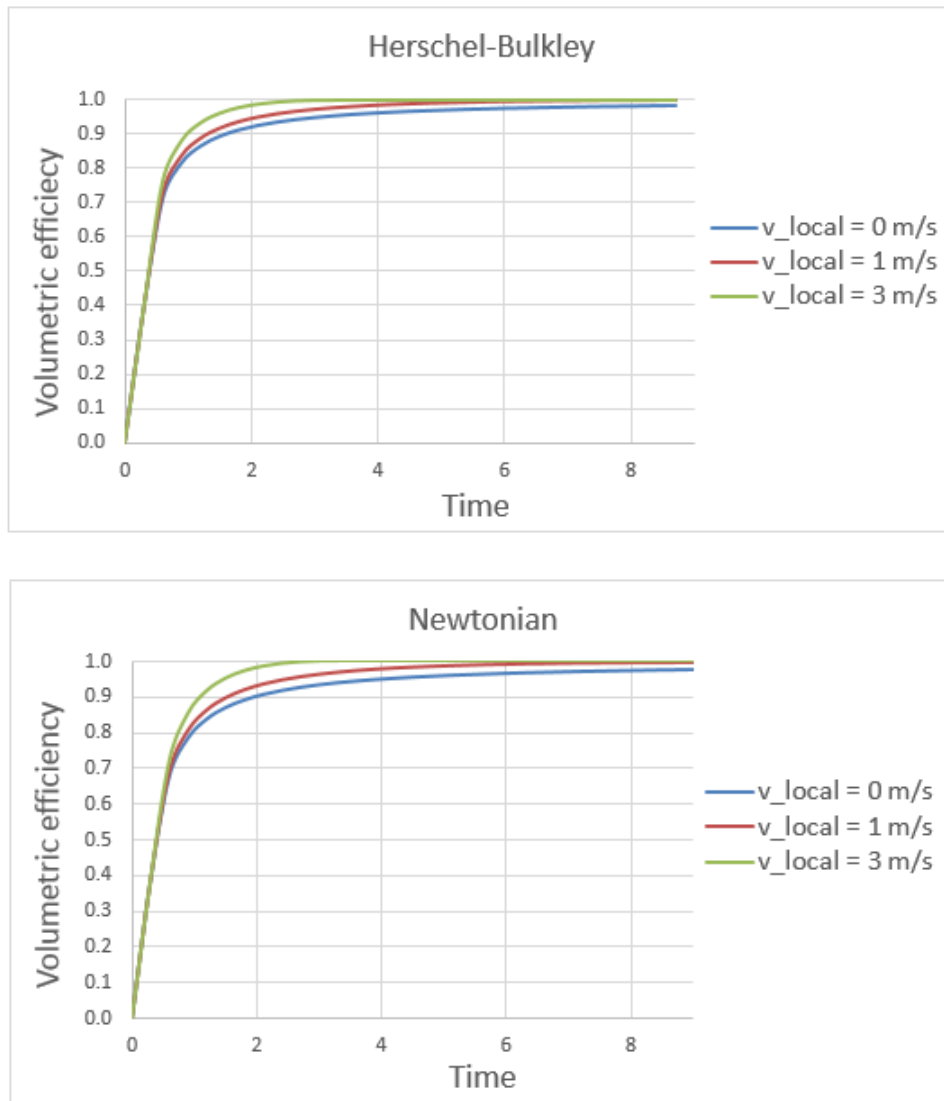 Herschel-Bulkley
1.0
0.9
0.8
0.7
0.6
0.5
0.4
0.3
0.2
0.1
0.0
Volumetric efficiecy
0 2 4 6 8
Time
v_local = 0 m/s
v_local = 1 m/s
v_local = 3 m/s
Newtonian
1.0
0.9
0.8
0.7
0.6
0.5
0.4
0.3
0.2
0.1
0.0
Volumetric efficiency
0 2 4 6 8
Time
v_local = 0 m/s
v_local = 1 m/s
v_local = 3 m/s